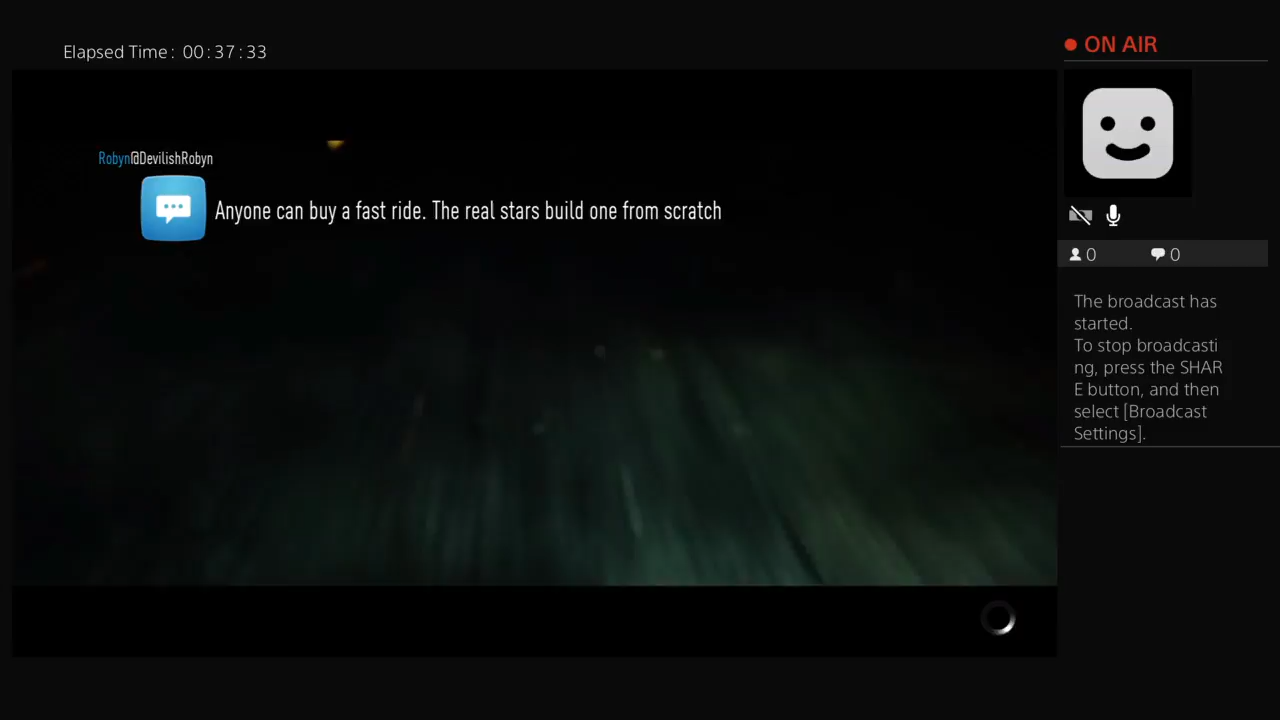 Elapsed Time: 00:37:33
ON AIR
Robyn@DevilishRobyn
Anyone can buy a fast ride. The real stars build one from scratch
0 0
The broadcast has
started.
To stop broadcasti
ng, press the SHAR
E button, and then
select [Broadcast
Settings].